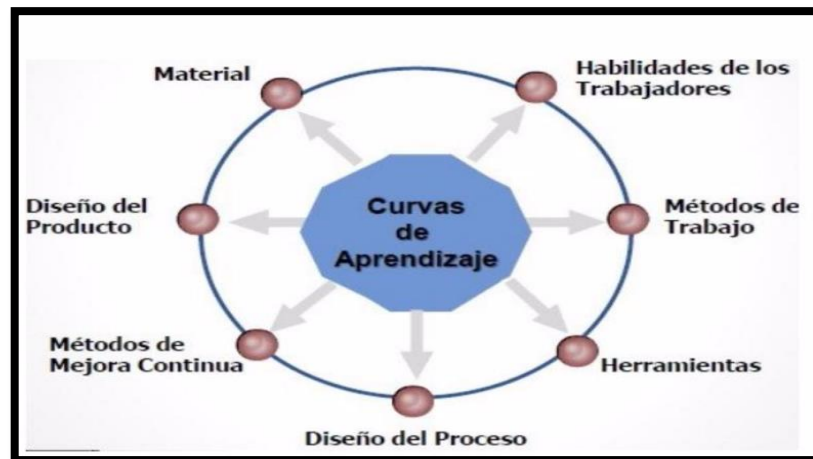 Material
Habilidades de los
Trabajadores
Diseño del
Producto
Curvas
de
Aprendizaje
Métodos de
Trabajo
Métodos de
Mejora Continua
Herramientas
Diseño del Proceso